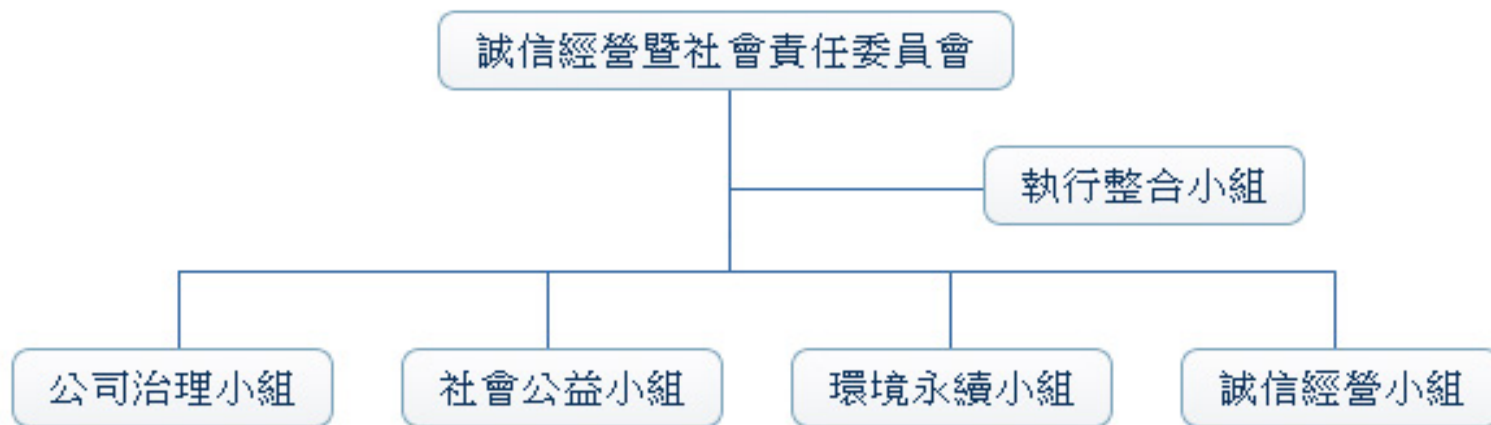 誠信經營暨社會責任委員會
執行整合小組
公司治理小組
社會公益小組
環境永續小組
誠信經營小組